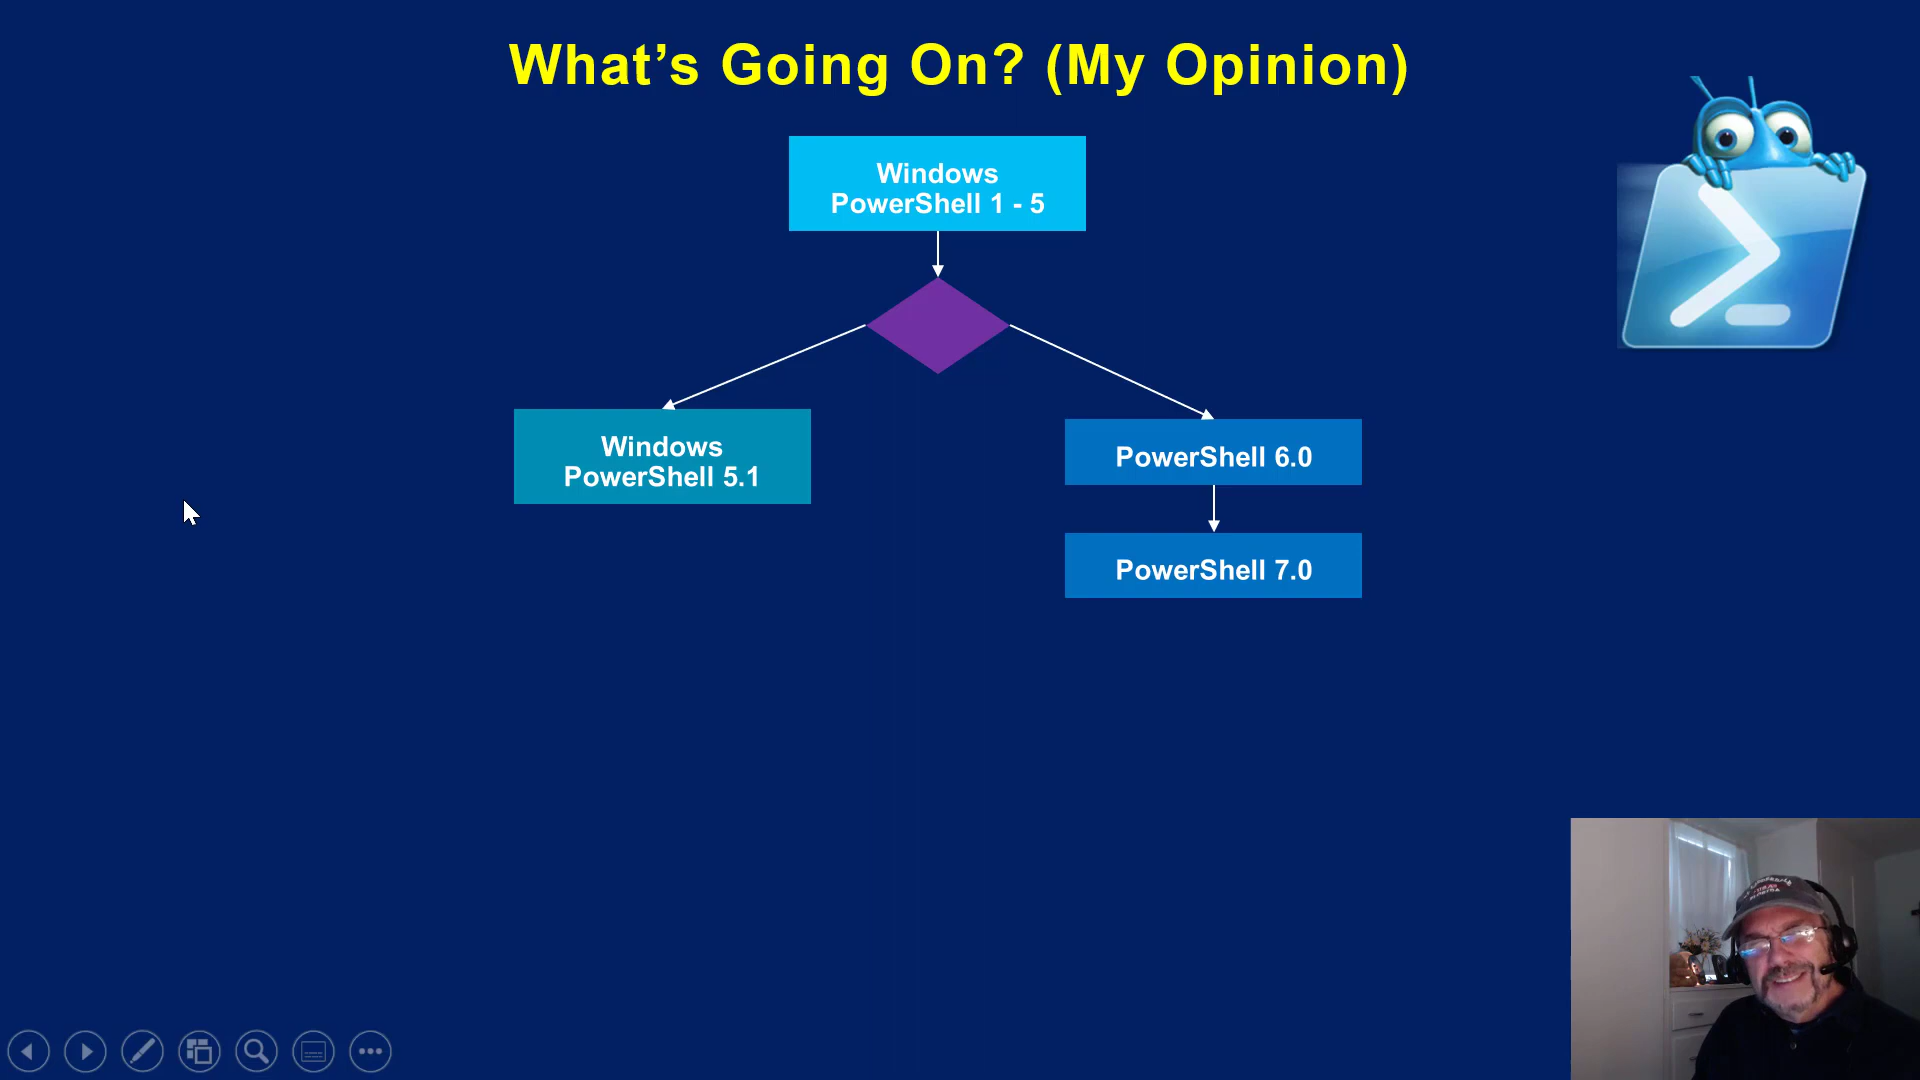 What’s Going On? (My Opinion)
Windows
PowerShell 1 - 5
Windows
PowerShell 5.1
PowerShell 6.0
PowerShell 7.0